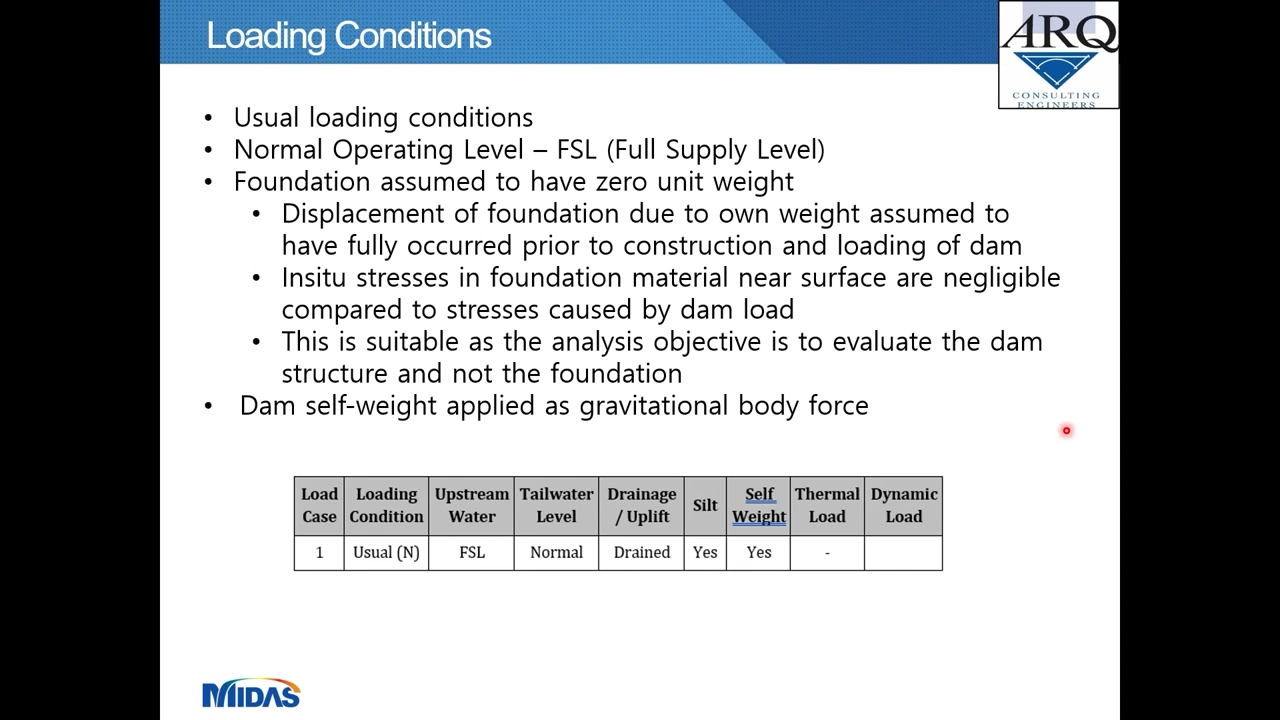 Loading Conditions
ARQ
CONSULTING
ENGINEERS
• Usual loading conditions
• Normal Operating Level – FSL (Full Supply Level)
• Foundation assumed to have zero unit weight
• Displacement of foundation due to own weight assumed to
have fully occurred prior to construction and loading of dam
• Insitu stresses in foundation material near surface are negligible
compared to stresses caused by dam load
• This is suitable as the analysis objective is to evaluate the dam
structure and not the foundation
• Dam self-weight applied as gravitational body force
Load Loading Upstream Tailwater Drainage Silt Self Thermal Dynamic
Case Condition Water Level / Uplift Weight Load Load
1 Usual (N) FSL Normal Drained Yes Yes -
MIDAS